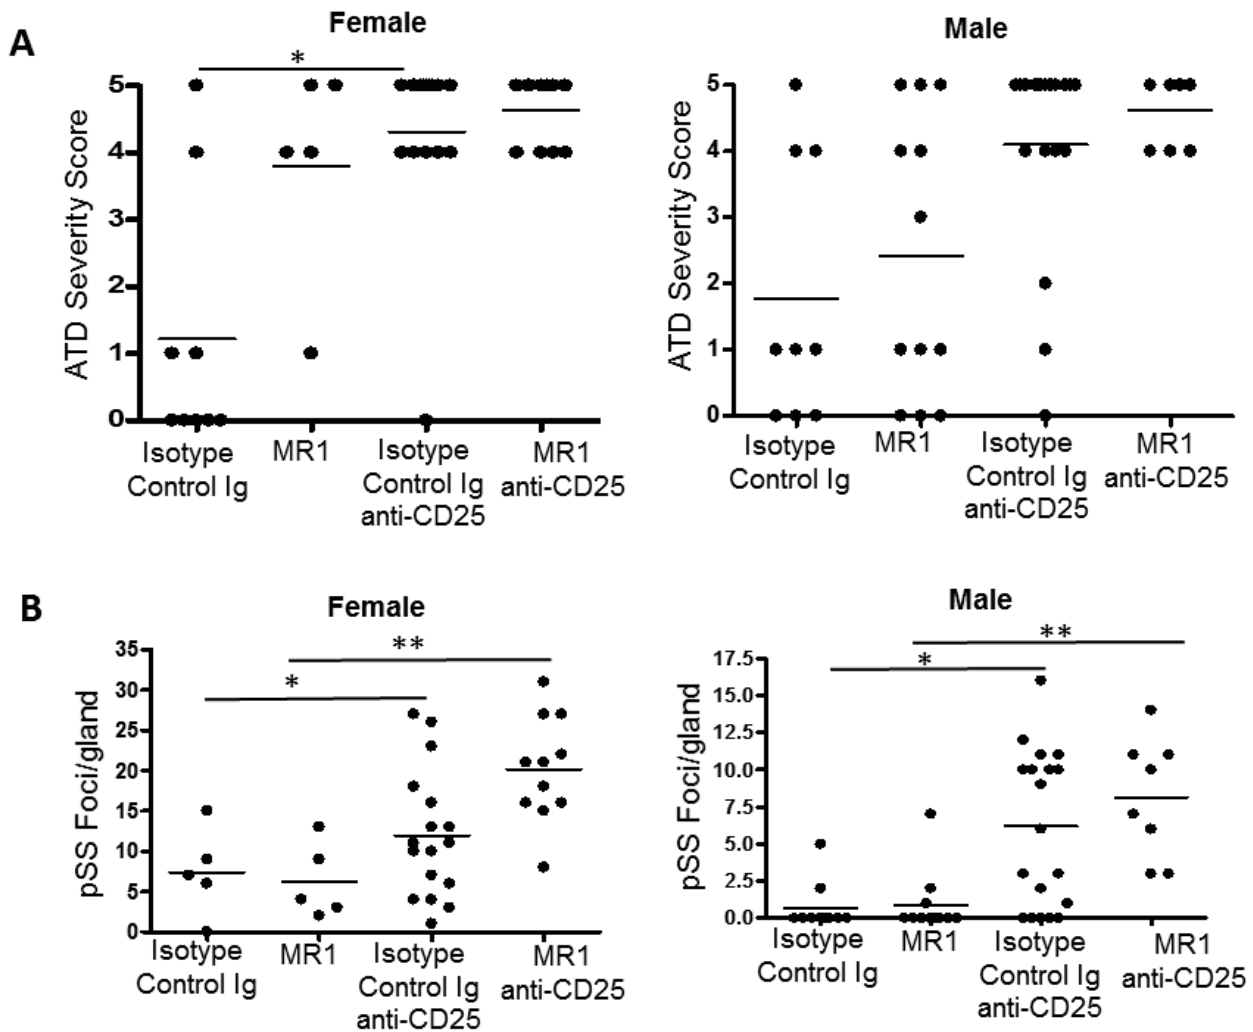 A
Female
*
ATD Severity Score
5
4
3
2
1
0
Isotype
Control Ig
MR1
Isotype
Control Ig
anti-CD25
MR1
anti-CD25
Male
ATD Severity Score
5
4
3
2
1
0
Isotype
Control Ig
MR1
Isotype
Control Ig
anti-CD25
MR1
anti-CD25
B
Female
**
*
pSS Foci/gland
35
30
25
20
15
10
5
0
Isotype
Control Ig
MR1
Isotype
Control Ig
anti-CD25
MR1
anti-CD25
Male
**
*
pSS Foci/gland
17.5
15.0
12.5
10.0
7.5
5.0
2.5
0.0
Isotype
Control Ig
MR1
Isotype
Control Ig
anti-CD25
MR1
anti-CD25